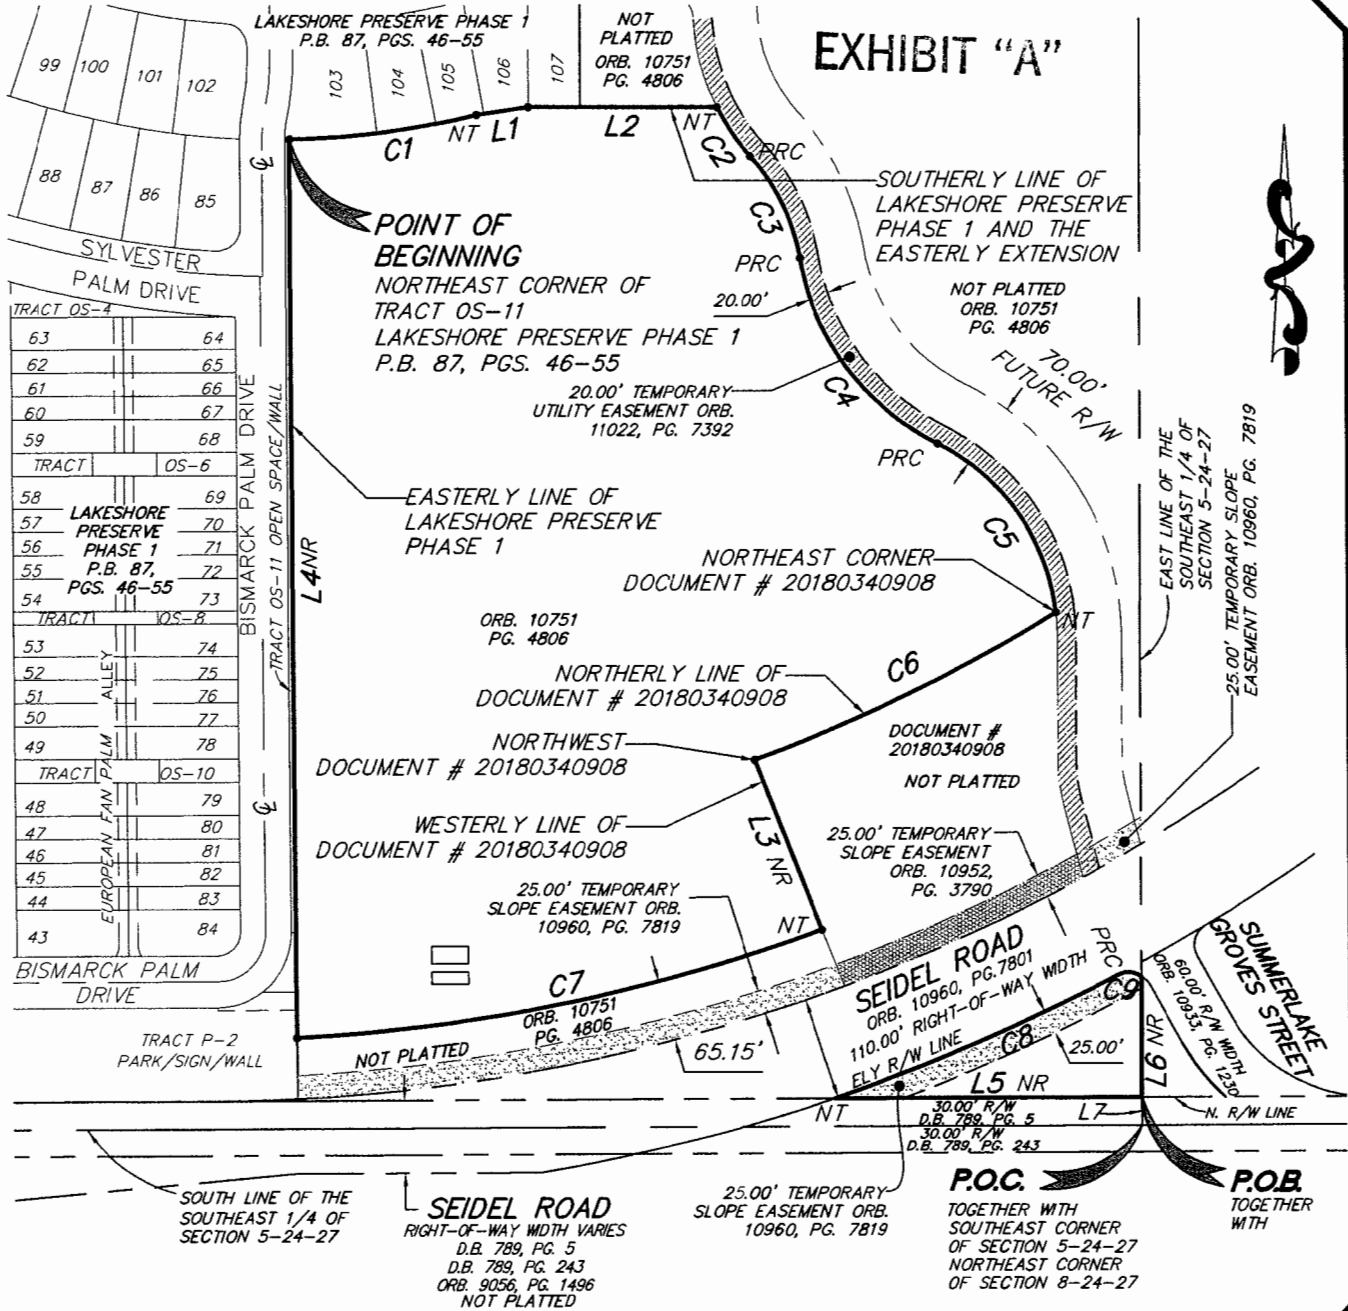 LAKESHORE PRESERVE PHASE 1
P.B. 87, PGS. 46-55
NOT
PLATTED
ORB. 10751
PG. 4806
EXHIBIT "A"
99
100
101
102
103
104
105
106
107
88
87
86
85
NT
L1
L2
NT
C1
C2
PRC
C3
PRC
SOUTHERLY LINE OF
LAKESHORE PRESERVE
PHASE 1 AND THE
EASTERLY EXTENSION
POINT OF
BEGINNING
NORTHEAST CORNER OF
TRACT OS-11
LAKESHORE PRESERVE PHASE 1
P.B. 87, PGS. 46-55
SYLVESTER
PALM DRIVE
20.00'
NOT PLATTED
ORB. 10751
PG. 4806
70.00'
FUTURE R/W
20.00' TEMPORARY
UTILITY EASEMENT ORB.
11022, PG. 7392
C4
PRC
C5
TRACT OS-4
63
64
62
65
61
66
60
67
59
68
TRACT
OS-6
58
69
57
70
56
71
55
72
54
73
LAKESHORE
PRESERVE
PHASE 1
P.B. 87,
PGS. 46-55
TRACT
OS-8
53
74
52
75
51
76
50
77
49
78
TRACT
OS-10
48
79
47
80
46
81
45
82
44
83
43
84
EUROPEAN FAN PALM ALLEY
BISMARCK PALM DRIVE
TRACT OS-11 OPEN SPACE/WALL
L4 NR
EASTERLY LINE OF
LAKESHORE PRESERVE
PHASE 1
EAST LINE OF THE
SOUTHEAST 1/4 OF
SECTION 5-24-27
25.00' TEMPORARY SLOPE
EASEMENT ORB. 10960, PG. 7819
NORTHEAST CORNER
DOCUMENT # 20180340908
NT
ORB. 10751
PG. 4806
C6
NORTHERLY LINE OF
DOCUMENT # 20180340908
DOCUMENT #
20180340908
NOT PLATTED
NORTHWEST
DOCUMENT # 20180340908
WESTERLY LINE OF
DOCUMENT # 20180340908
L3 NR
25.00' TEMPORARY
SLOPE EASEMENT
ORB. 10952,
PG. 3790
25.00' TEMPORARY
SLOPE EASEMENT ORB.
10960, PG. 7819
NT
BISMARCK PALM
DRIVE
TRACT P-2
PARK/SIGN/WALL
C7
ORB. 10751
PG. 4806
NOT PLATTED
65.15'
SEIDEL ROAD
ORB. 10960, PG.7801
110.00' RIGHT-OF-WAY WIDTH
ELY R/W LINE
PRC
C9
C8
25.00'
L5 NR
L6 NR
60.00' R/W WIDTH
ORB. 10933, PG. 1230
SUMMERLAKE
GROVES STREET
NT
30.00' R/W
D.B. 789, PG. 5
30.00' R/W
D.B. 789, PG. 243
L7
N. R/W LINE
SOUTH LINE OF THE
SOUTHEAST 1/4 OF
SECTION 5-24-27
SEIDEL ROAD
RIGHT-OF-WAY WIDTH VARIES
D.B. 789, PG. 5
D.B. 789, PG. 243
ORB. 9056, PG. 1496
NOT PLATTED
25.00' TEMPORARY
SLOPE EASEMENT ORB.
10960, PG. 7819
P.O.C.
TOGETHER WITH
SOUTHEAST CORNER
OF SECTION 5-24-27
NORTHEAST CORNER
OF SECTION 8-24-27
P.O.B.
TOGETHER
WITH